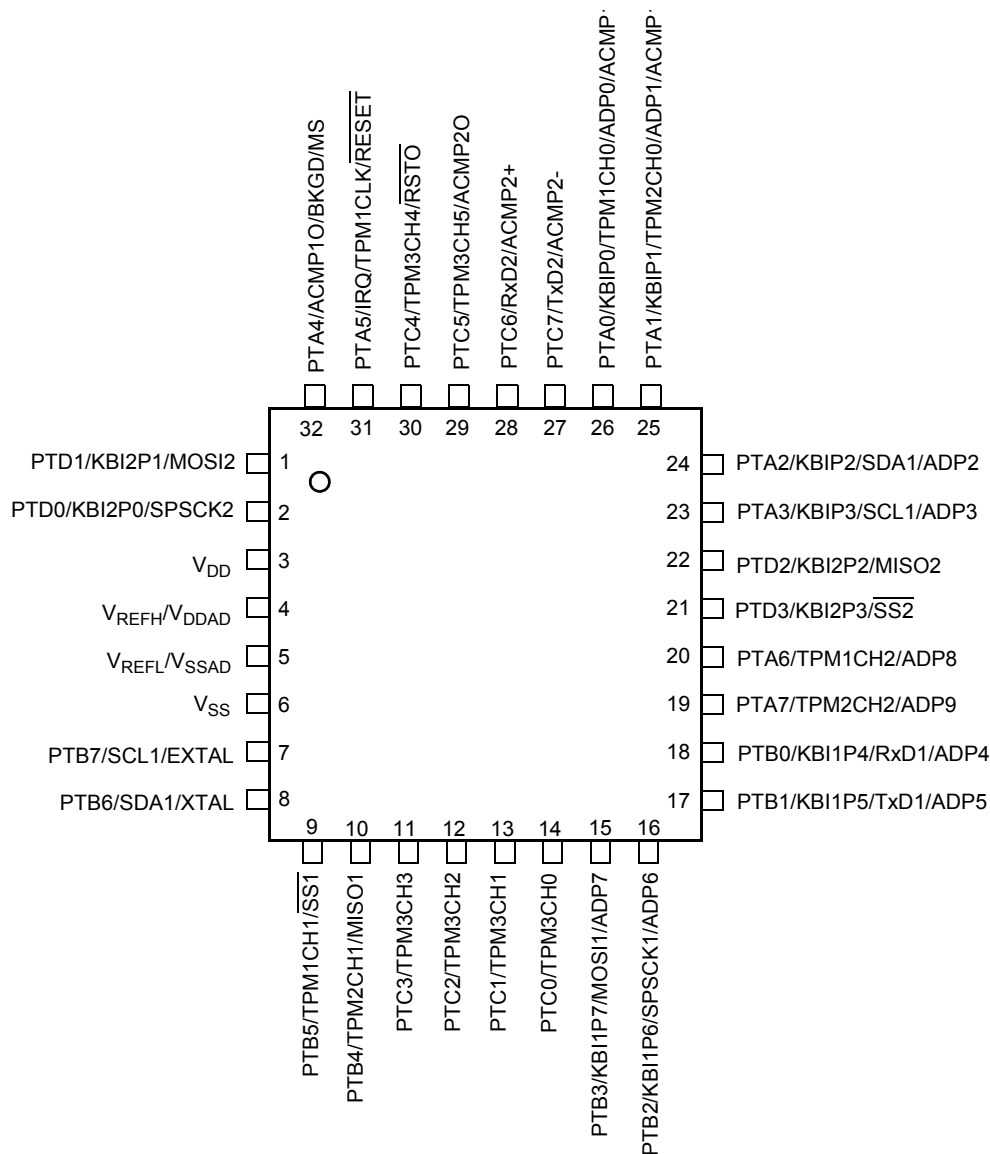 PTA4/ACMP1O/BKGD/MS
PTA5/IRQ/TPM1CLK/RESET
PTC4/TPM3CH4/RSTO
PTC5/TPM3CH5/ACMP2O
PTC6/RxD2/ACMP2+
PTC7/TxD2/ACMP2-
PTA0/KBIP0/TPM1CH0/ADP0/ACMP
PTA1/KBIP1/TPM2CH0/ADP1/ACMP
32 31 30 29 28 27 26 25
PTD1/KBI2P1/MOSI2 1
PTD0/KBI2P0/SPSCK2 2
VDD 3
VREFH/VDDAD 4
VREFL/VSSAD 5
VSS 6
PTB7/SCL1/EXTAL 7
PTB6/SDA1/XTAL 8
24 PTA2/KBIP2/SDA1/ADP2
23 PTA3/KBIP3/SCL1/ADP3
22 PTD2/KBI2P2/MISO2
21 PTD3/KBI2P3/SS2
20 PTA6/TPM1CH2/ADP8
19 PTA7/TPM2CH2/ADP9
18 PTB0/KBI1P4/RxD1/ADP4
17 PTB1/KBI1P5/TxD1/ADP5
9 10 11 12 13 14 15 16
PTB5/TPM1CH1/SS1
PTB4/TPM2CH1/MISO1
PTC3/TPM3CH3
PTC2/TPM3CH2
PTC1/TPM3CH1
PTC0/TPM3CH0
PTB3/KBI1P7/MOSI1/ADP7
PTB2/KBI1P6/SPSCK1/ADP6